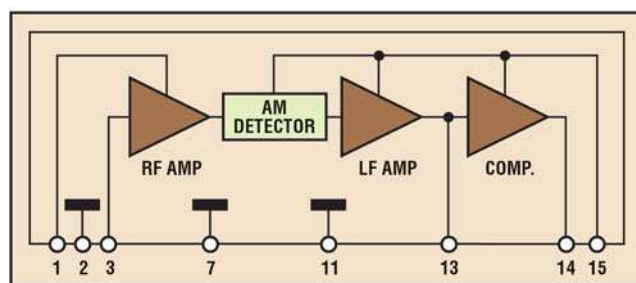 AM
DETECTOR
RF AMP
LF AMP
COMP.
1 2 3 7 11 13 14 15